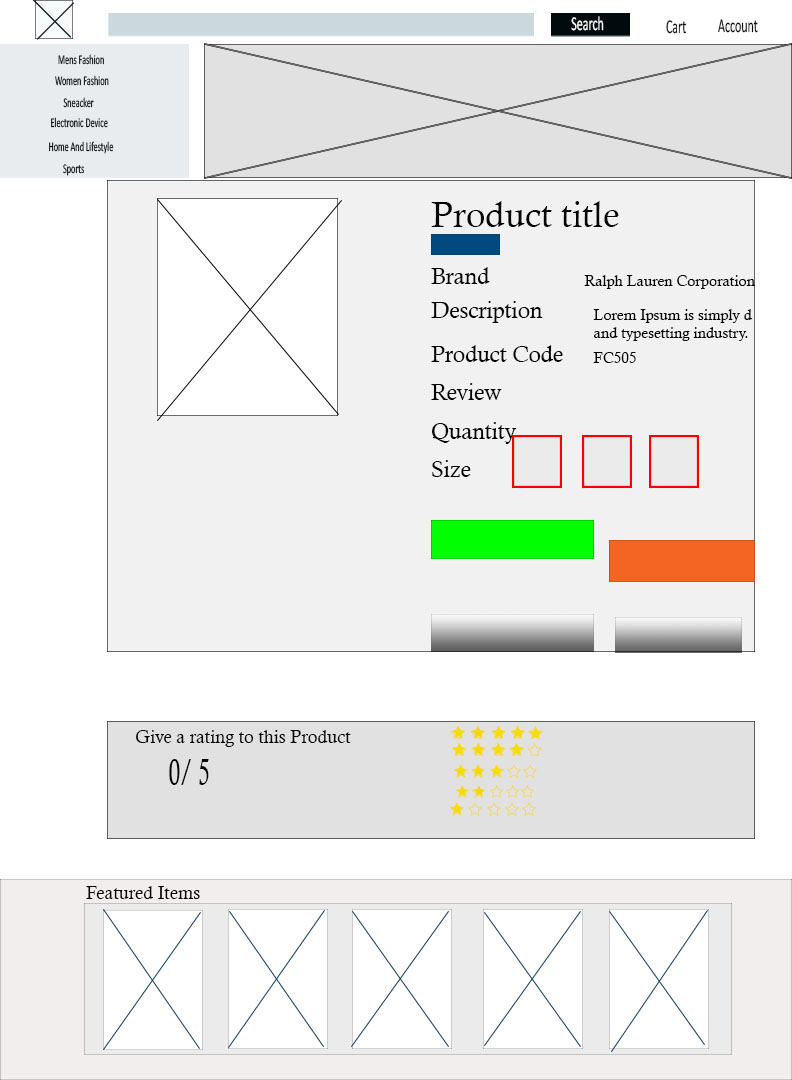 Search
Cart
Account
Mens Fashion
Women Fashion
Sneacker
Electronic Device
Home And Lifestyle
Sports
Product title
Brand
Ralph Lauren Corporation
Description
Lorem Ipsum is simply d
and typesetting industry.
Product Code
FC505
Review
Quantity
Size
Give a rating to this Product
0/ 5
Featured Items